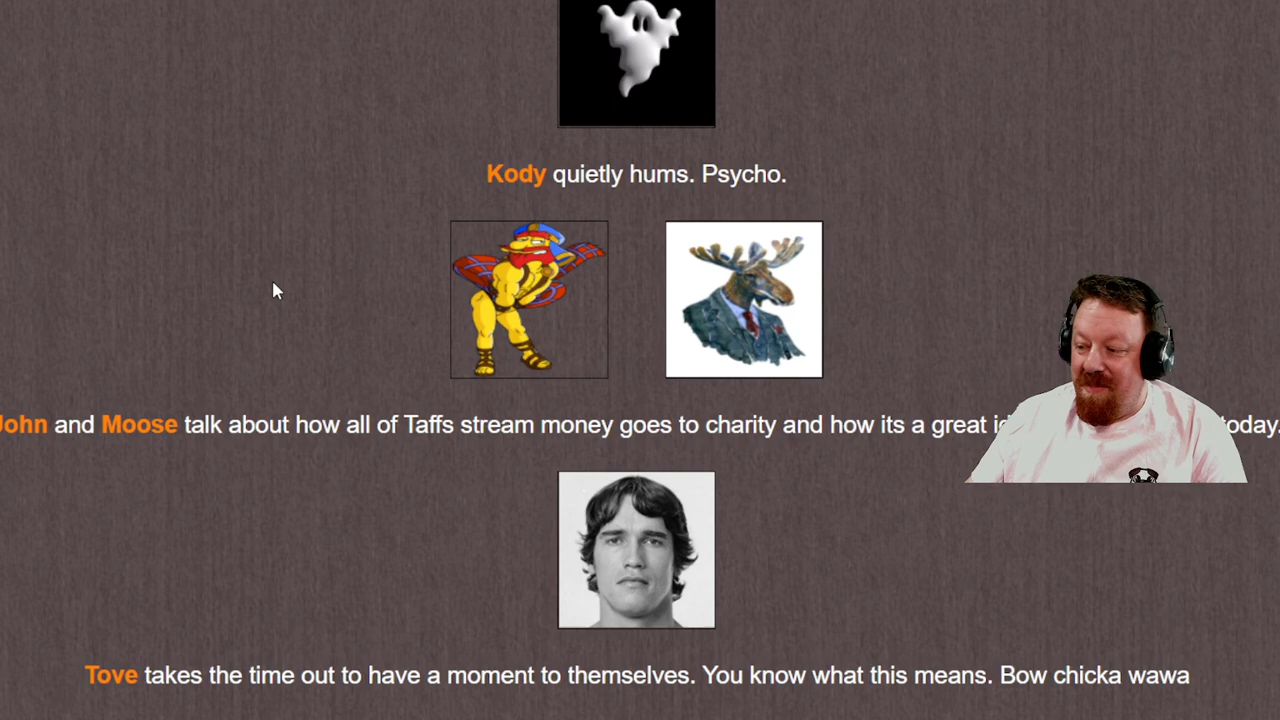 Kody quietly hums. Psycho.
John and Moose talk about how all of Taffs stream money goes to charity and how its a great today.
Tove takes the time out to have a moment to themselves. You know what this means. Bow chicka wawa